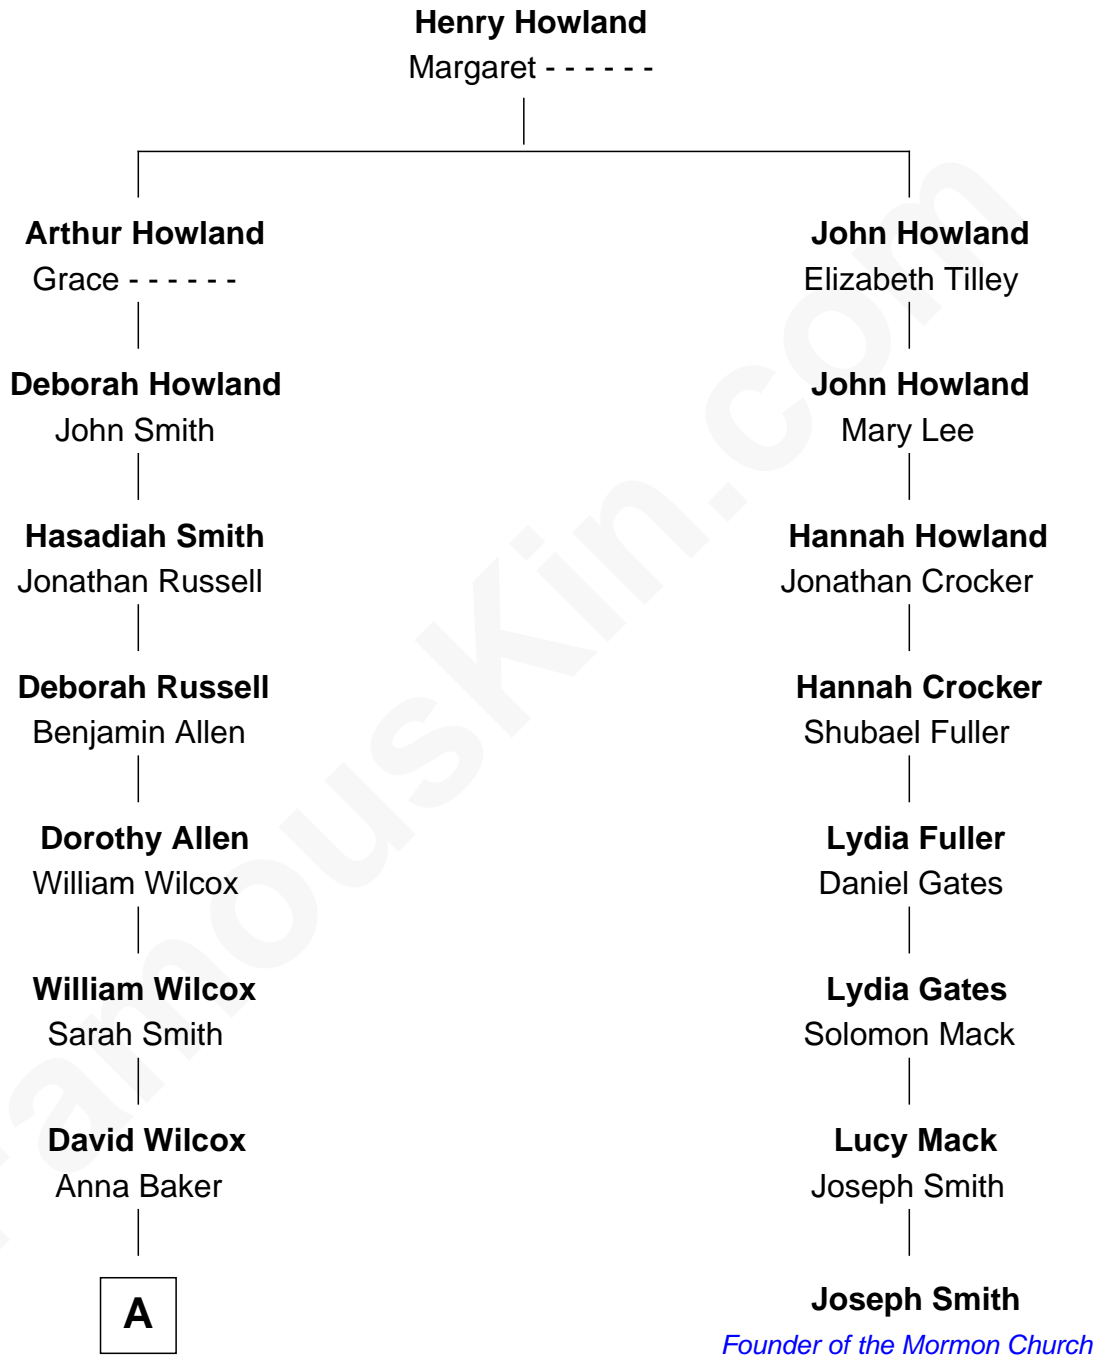 Henry Howland
Margaret - - - - - -
Arthur Howland
Grace - - - - - -
John Howland
Elizabeth Tilley
Deborah Howland
John Smith
John Howland
Mary Lee
Hasadiah Smith
Jonathan Russell
Hannah Howland
Jonathan Crocker
Deborah Russell
Benjamin Allen
Hannah Crocker
Shubael Fuller
Dorothy Allen
William Wilcox
Lydia Fuller
Daniel Gates
William Wilcox
Sarah Smith
Lydia Gates
Solomon Mack
David Wilcox
Anna Baker
Lucy Mack
Joseph Smith
A
Joseph Smith
Founder of the Mormon Church
FamousKin.com